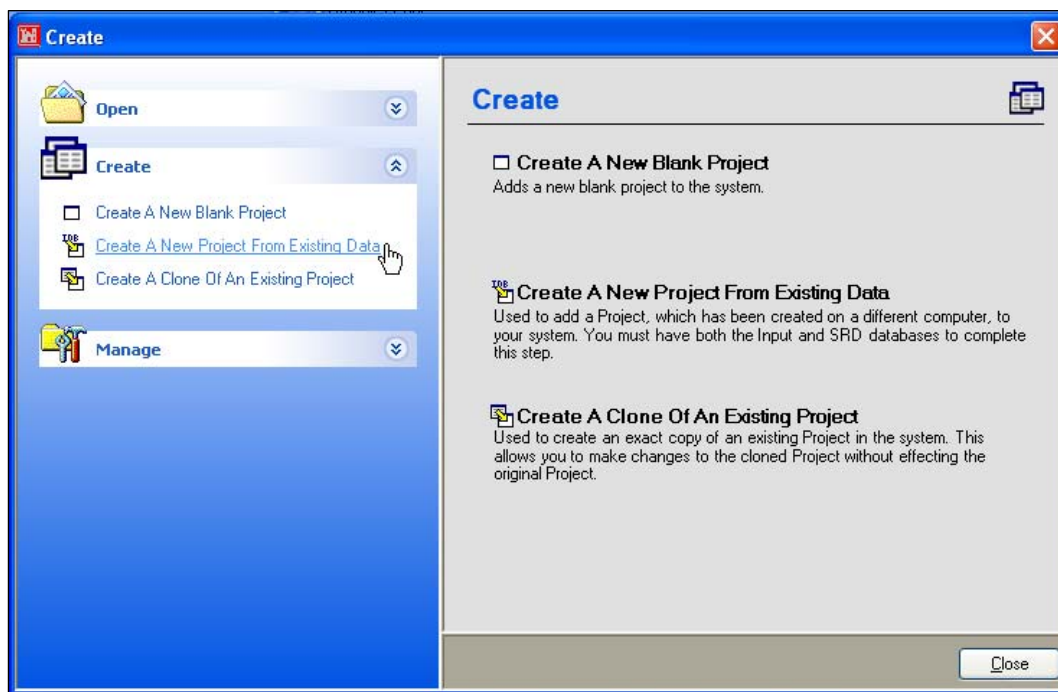 Create
Open
Create
Create A New Blank Project
IDB
Create A New Project From Existing Data
Create A Clone Of An Existing Project
Manage
Create
Create A New Blank Project
Adds a new blank project to the system.
IDB
Create A New Project From Existing Data
Used to add a Project, which has been created on a different computer, to
your system. You must have both the Input and SRD databases to complete
this step.
Create A Clone Of An Existing Project
Used to create an exact copy of an existing Project in the system. This
allows you to make changes to the cloned Project without effecting the
original Project.
Close